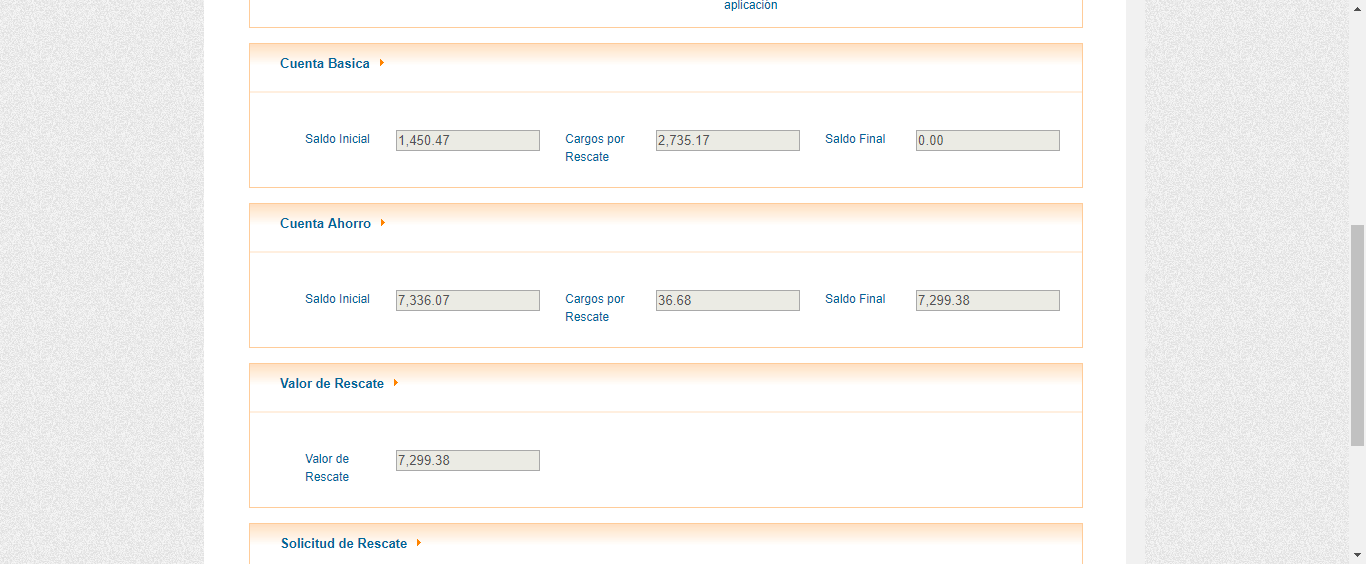 aplicación
Cuenta Basica
Saldo Inicial 1,450.47 Cargos por Rescate 2,735.17 Saldo Final 0.00
Cuenta Ahorro
Saldo Inicial 7,336.07 Cargos por Rescate 36.68 Saldo Final 7,299.38
Valor de Rescate
Valor de Rescate 7,299.38
Solicitud de Rescate